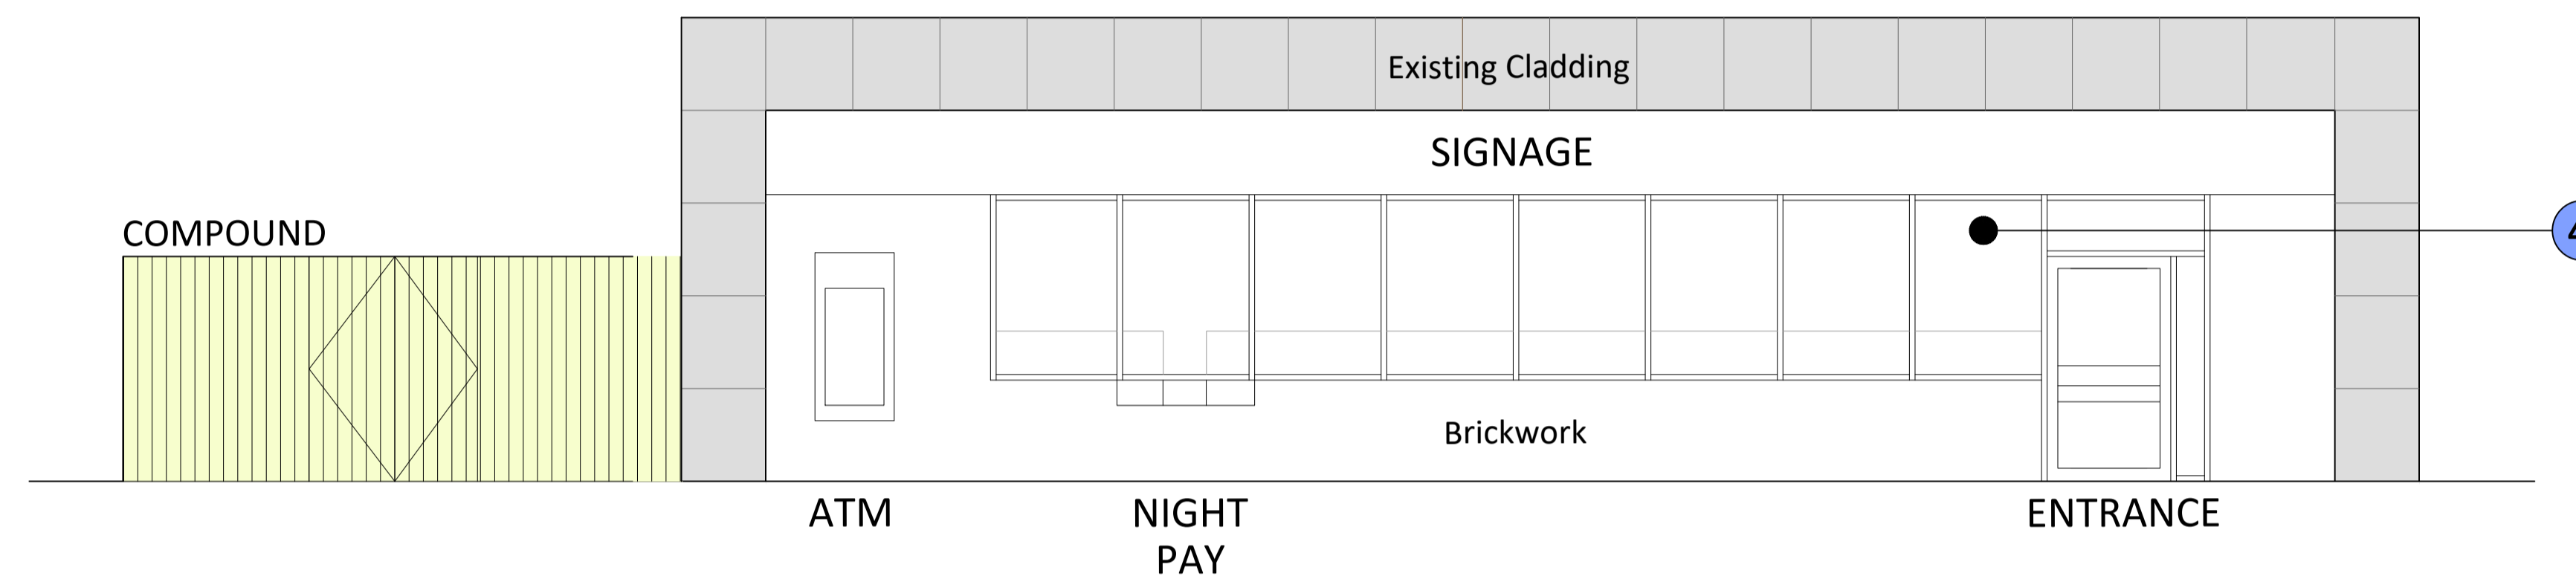 Existing Cladding
SIGNAGE
COMPOUND
Brickwork
ATM
NIGHT
PAY
ENTRANCE